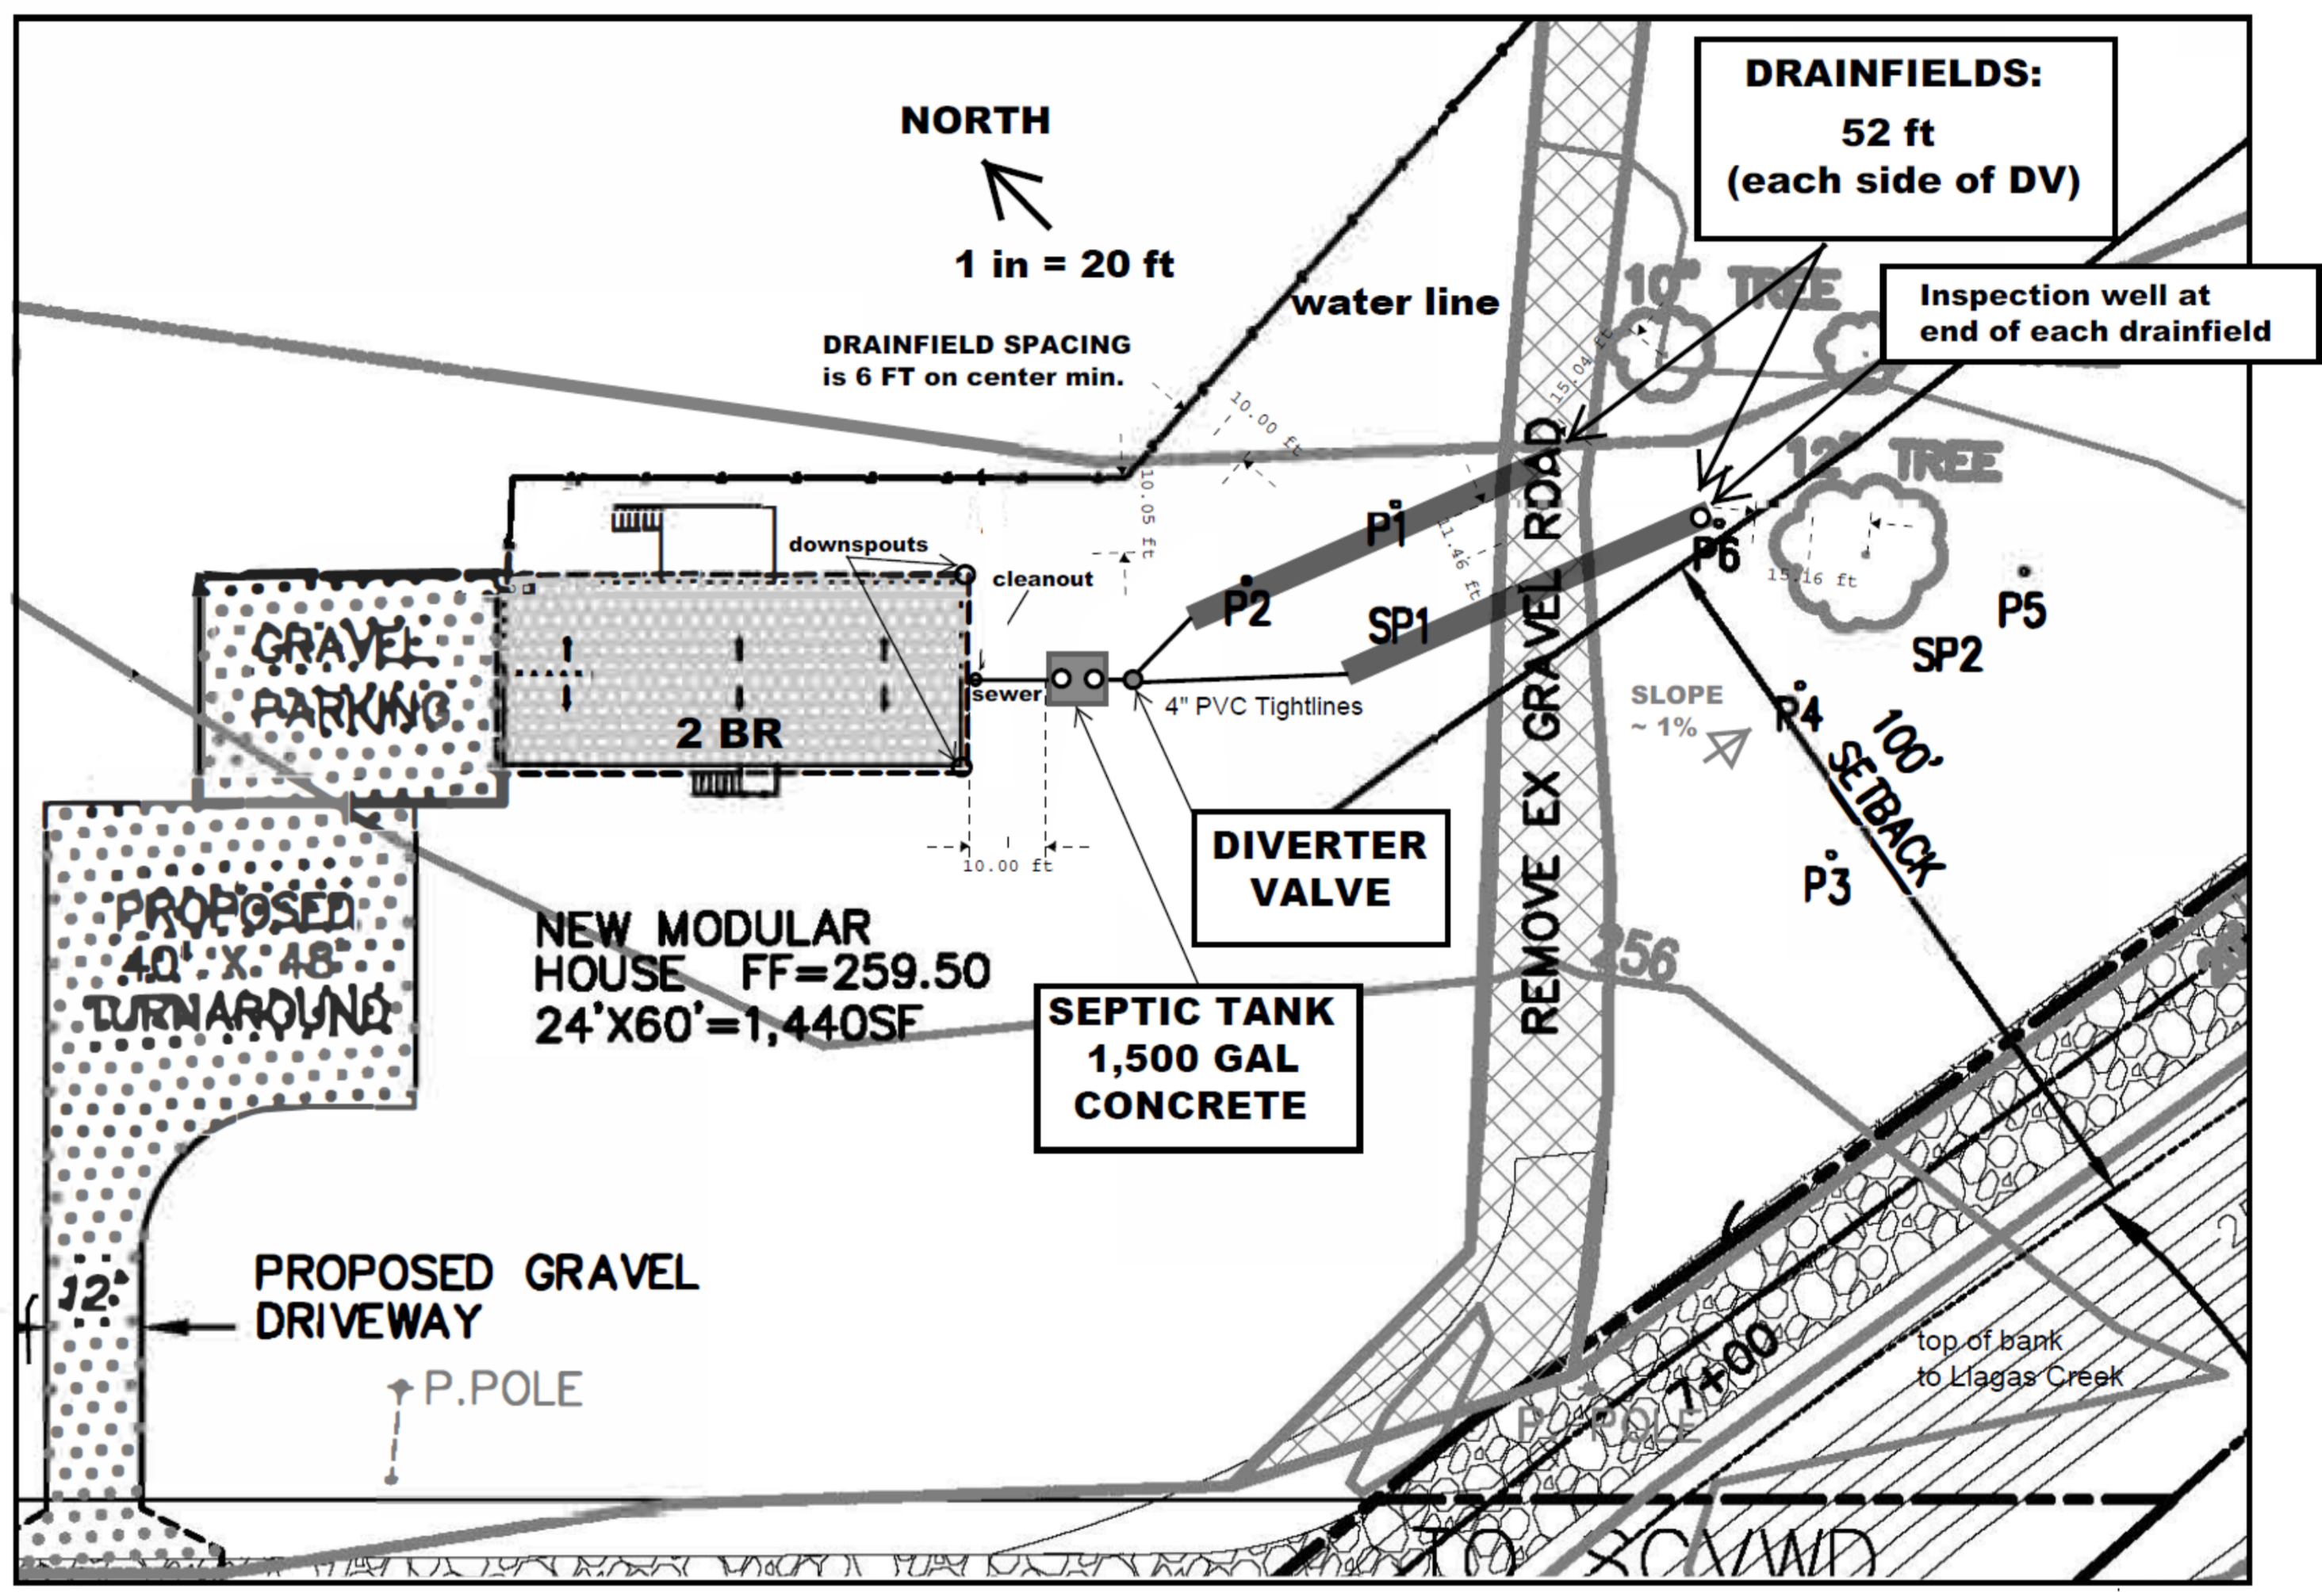 DRAINFIELDS:
52 ft
(each side of DV)
NORTH
1 in = 20 ft
water line
10" TREE
Inspection well at
end of each drainfield
DRAINFIELD SPACING
is 6 FT on center min.
15.04 ft
10.00 ft
12" TREE
10.05 ft
P1
11.46 ft
downspouts
cleanout
P2
SP1
P6
15.16 ft
P5
SP2
GRAVEL
PARKING
2 BR
sewer
4" PVC Tightlines
SLOPE
~ 1%
P4
100'
SETBACK
REMOVE EX GRAVEL ROAD
10.00 ft
DIVERTER
VALVE
P3
PROPOSED
40' X 48'
TURNAROUND
NEW MODULAR
HOUSE FF=259.50
24'X60'=1,440SF
256
SEPTIC TANK
1,500 GAL
CONCRETE
12'
PROPOSED GRAVEL
DRIVEWAY
P.POLE
7+00
top of bank
to Llagas Creek
P. POLE
TO SCVWD